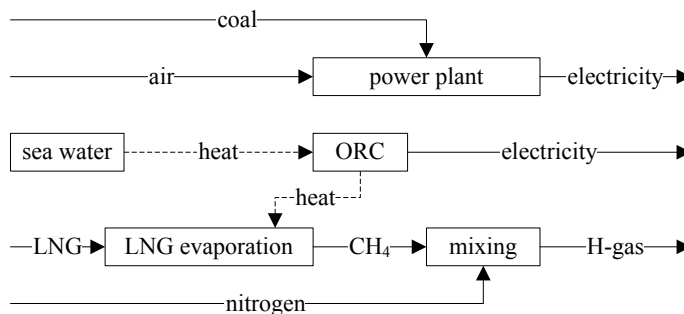 coal
air power plant electricity
sea water heat ORC electricity
heat
LNG LNG evaporation CH₄ mixing H-gas
nitrogen